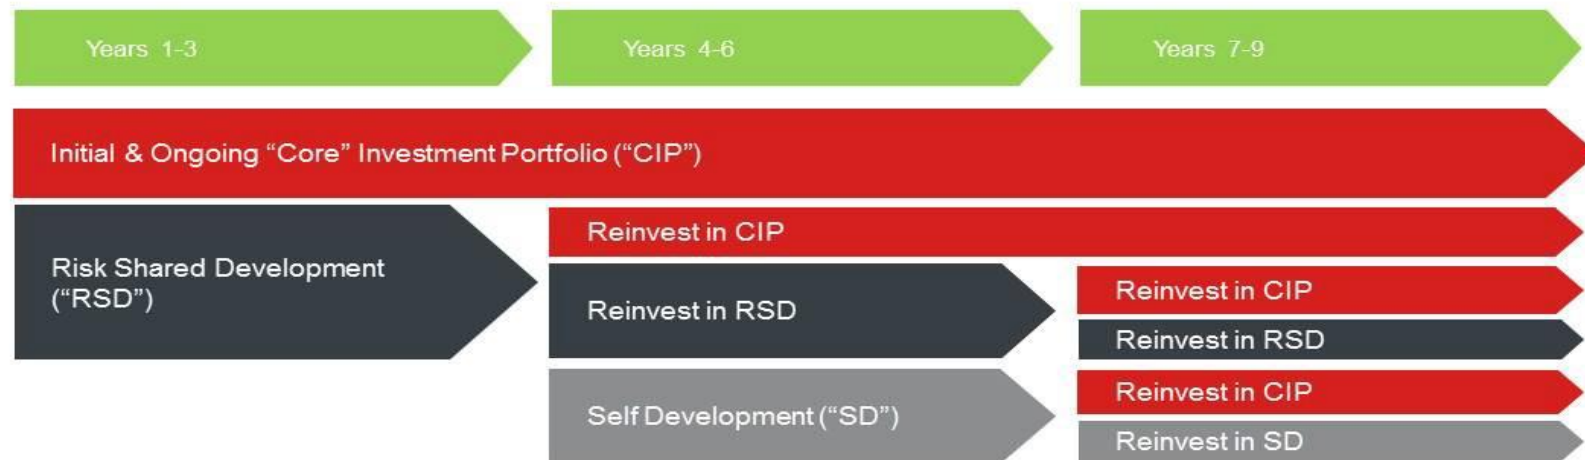 Years 1-3
Years 4-6
Years 7-9
Initial & Ongoing “Core” Investment Portfolio (“CIP”)
Risk Shared Development
(“RSD”)
Reinvest in CIP
Reinvest in RSD
Self Development (“SD”)
Reinvest in CIP
Reinvest in RSD
Reinvest in CIP
Reinvest in SD